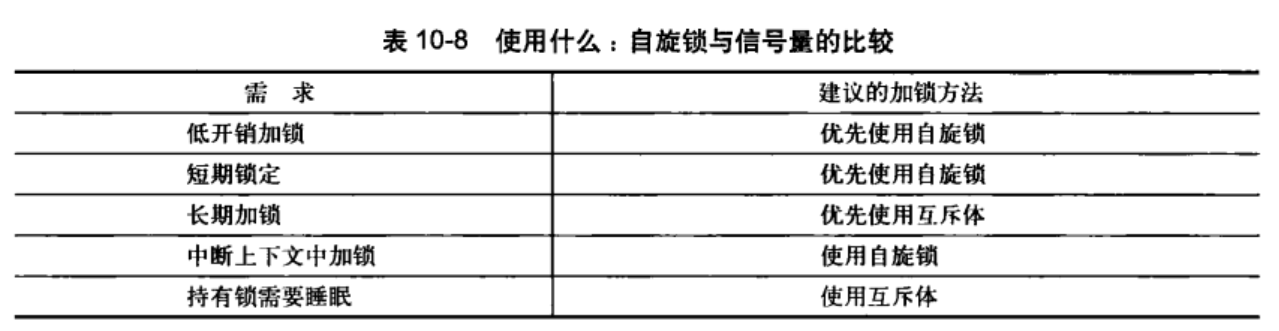 表 10-8 使用什么：自旋锁与信号量的比较
需 求 建议的加锁方法
低开销加锁 优先使用自旋锁
短期锁定 优先使用自旋锁
长期加锁 优先使用互斥体
中断上下文中加锁 使用自旋锁
持有锁需要睡眠 使用互斥体